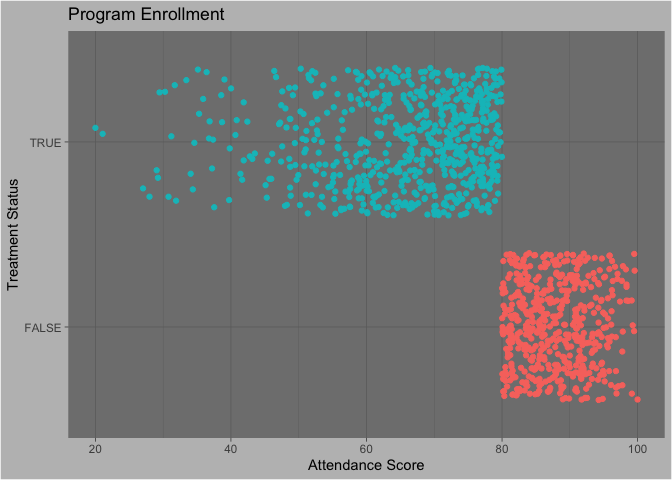 Program Enrollment
Treatment Status
TRUE
FALSE
20 40 60 80 100
Attendance Score